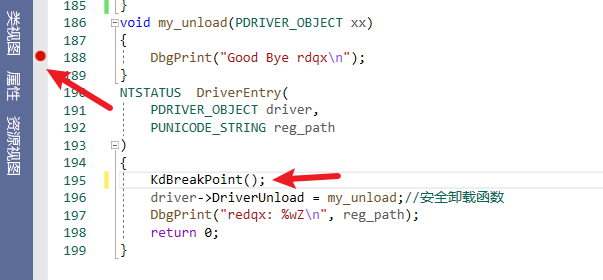 类视图
属性
资源视图
185 }
186 void my_unload(PDRIVER_OBJECT xx)
187 {
188 DbgPrint("Good Bye rdqx\n");
189 }
190 NTSTATUS DriverEntry(
191 PDRIVER_OBJECT driver,
192 PUNICODE_STRING reg_path
193 )
194 {
195 KdBreakPoint();
196 driver->DriverUnload = my_unload;//安全卸载函数
197 DbgPrint("redqx: %wZ\n", reg_path);
198 return 0;
199 }